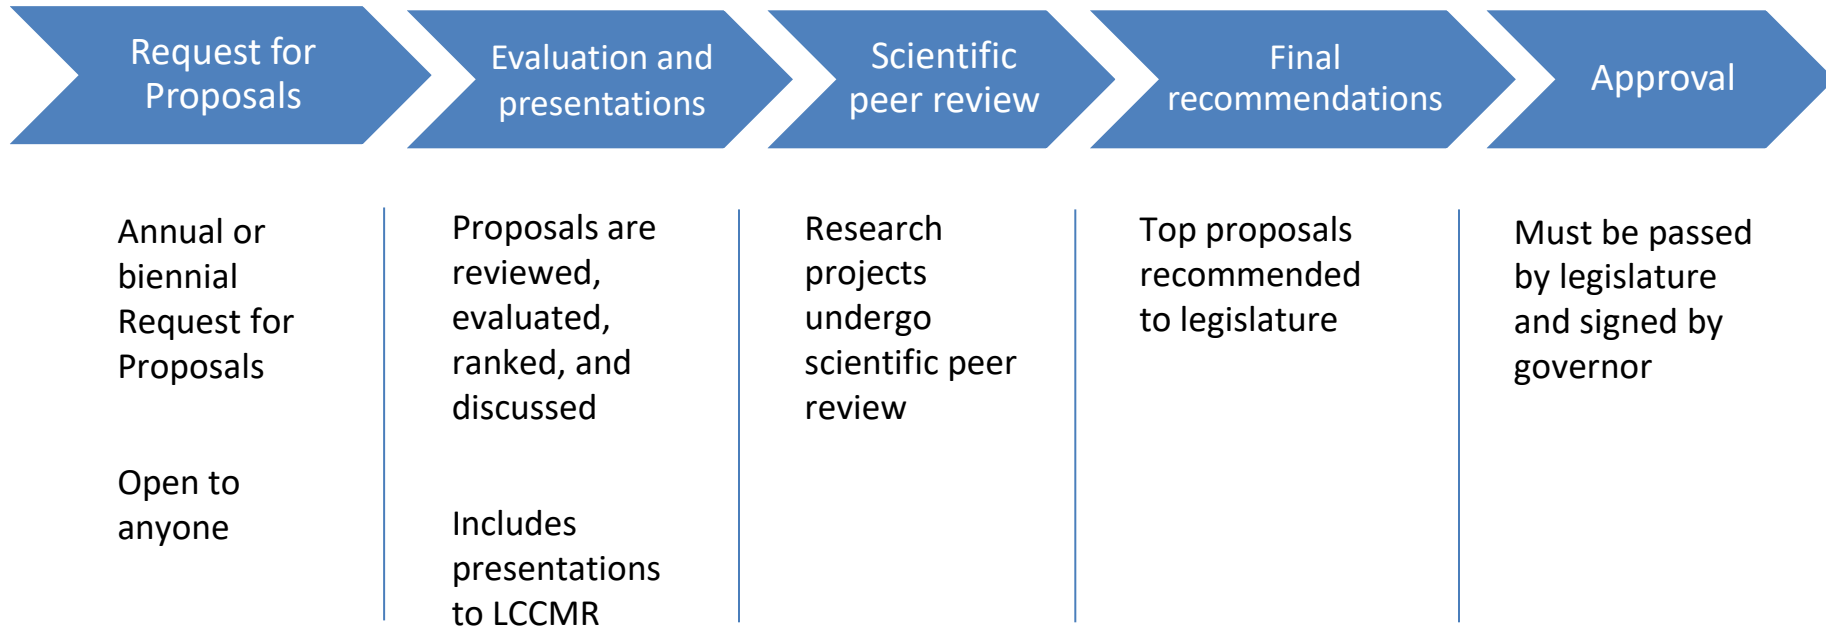 Request for
Proposals
Evaluation and
presentations
Scientific
peer review
Final
recommendations
Approval
Annual or
biennial
Request for
Proposals
Open to
anyone
Proposals are
reviewed,
evaluated,
ranked, and
discussed
Includes
presentations
to LCCMR
Research
projects
undergo
scientific peer
review
Top proposals
recommended
to legislature
Must be passed
by legislature
and signed by
governor